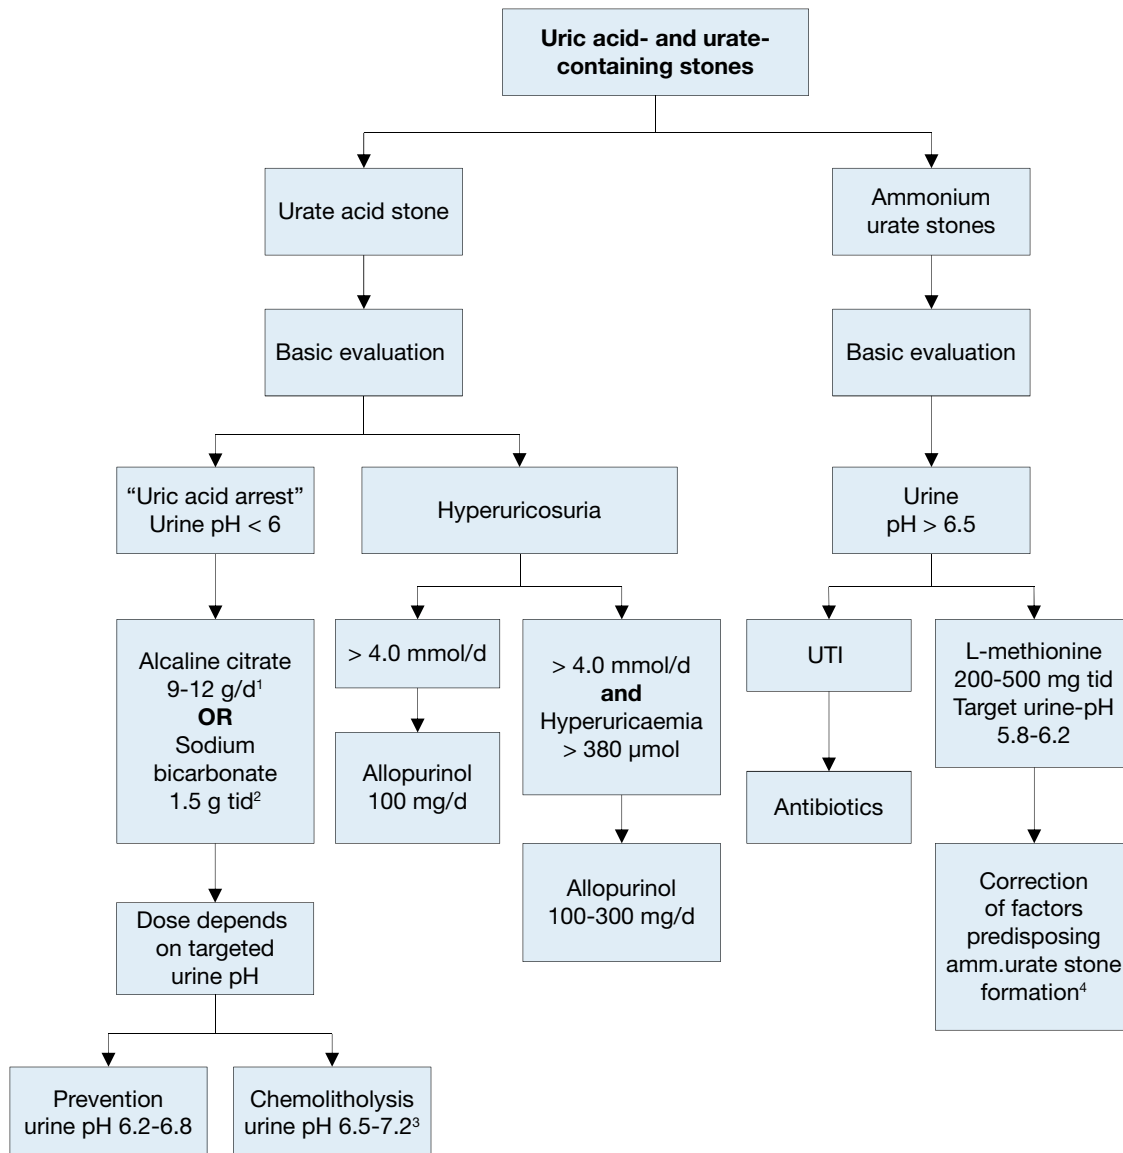 Uric acid- and urate-
containing stones
Urate acid stone
Ammonium
urate stones
Basic evaluation
Basic evaluation
“Uric acid arrest”
Urine pH < 6
Hyperuricosuria
Urine
pH > 6.5
Alcaline citrate
9-12 g/d¹
OR
Sodium
bicarbonate
1.5 g tid²
> 4.0 mmol/d
> 4.0 mmol/d
and
Hyperuricaemia
> 380 µmol
UTI
L-methionine
200-500 mg tid
Target urine-pH
5.8-6.2
Allopurinol
100 mg/d
Antibiotics
Allopurinol
100-300 mg/d
Correction
of factors
predisposing
amm.urate stone
formation⁴
Dose depends
on targeted
urine pH
Prevention
urine pH 6.2-6.8
Chemolitholysis
urine pH 6.5-7.2³